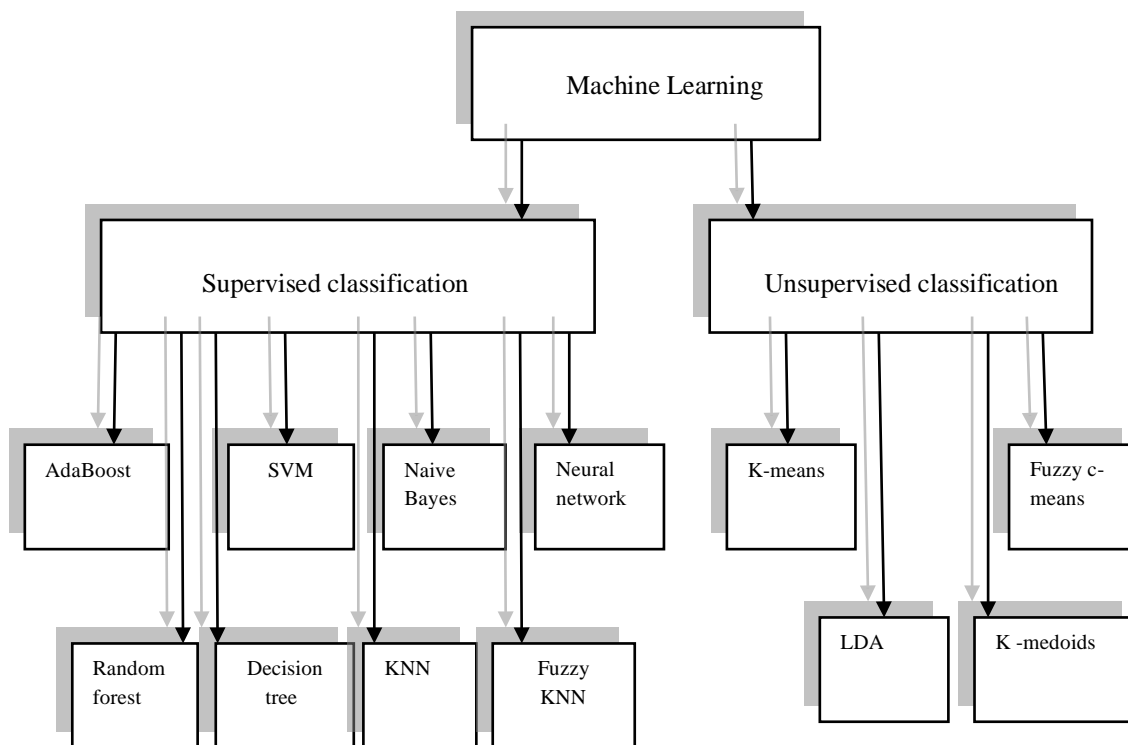 Machine Learning
Supervised classification
Unsupervised classification
AdaBoost
SVM
Naive
Bayes
Neural
network
K-means
Fuzzy c-
means
Random
forest
Decision
tree
KNN
Fuzzy
KNN
LDA
K -medoids